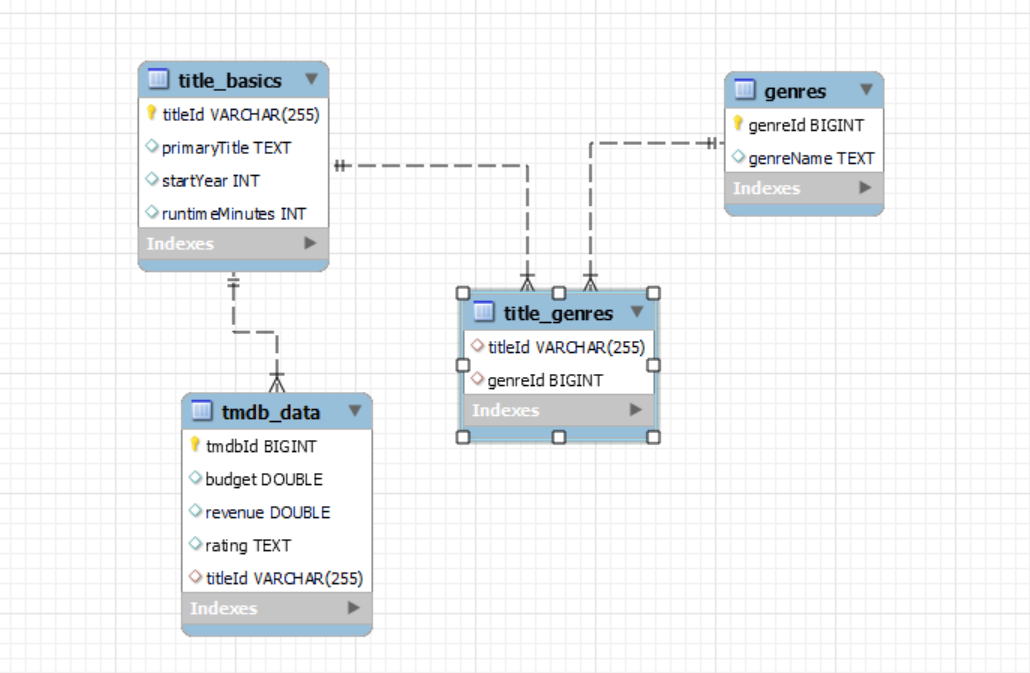 title_basics
titleId VARCHAR(255)
primaryTitle TEXT
startYear INT
runtimeMinutes INT
Indexes
genres
genreId BIGINT
genreName TEXT
Indexes
title_genres
titleId VARCHAR(255)
genreId BIGINT
Indexes
tmdb_data
tmdbId BIGINT
budget DOUBLE
revenue DOUBLE
rating TEXT
titleId VARCHAR(255)
Indexes